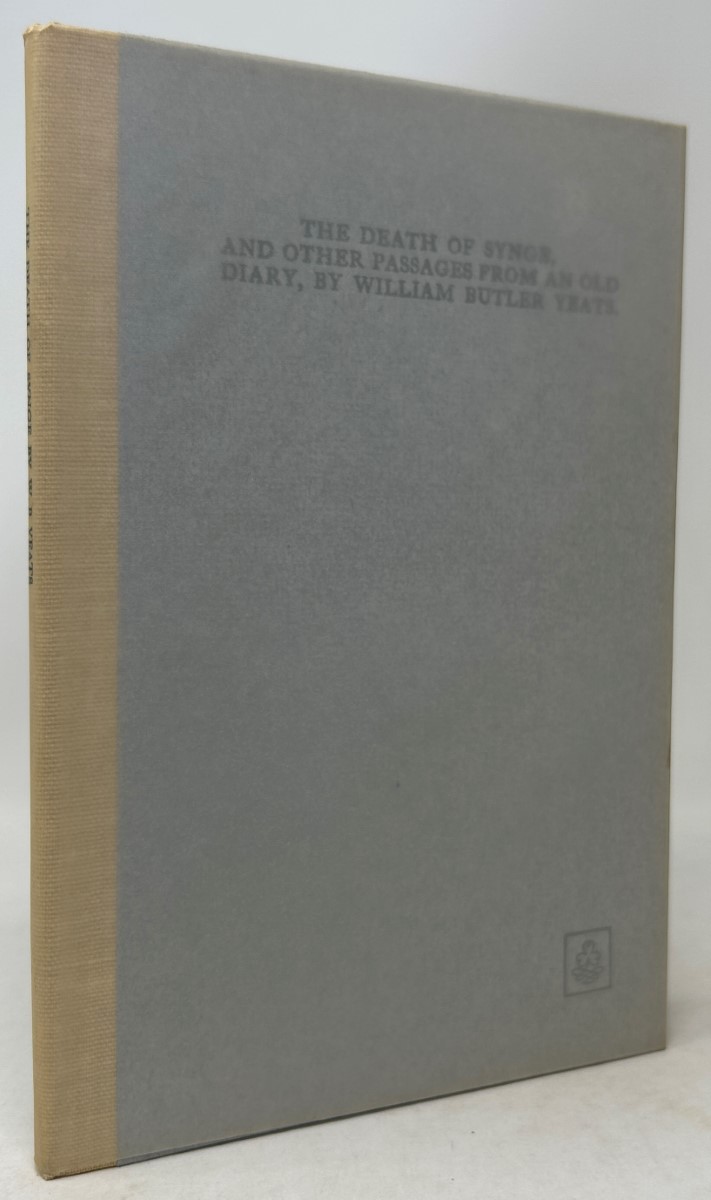 THE DEATH OF SYNGE,
AND OTHER PASSAGES FROM AN OLD
DIARY, BY WILLIAM BUTLER YEATS.
THE DEATH OF SYNGE BY W. B. YEATS